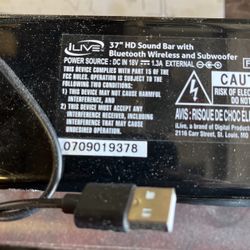 iLIVE
37" HD Sound Bar with
Bluetooth Wireless and Subwoofer
POWER SOURCE : DC IN 18V 1.3A EXTERNAL
THIS DEVICE COMPLIES WITH PART 15 OF THE
FCC RULES. OPERATION IS SUBJECT TO THE
FOLLOWING TWO CONDITIONS:
1) THIS DEVICE MAY NOT CAUSE HARMFUL
INTERFERENCE, AND
2) THIS DEVICE MUST ACCEPT ANY
INTERFERENCE RECEIVED, INCLUDING
INTERFERENCE THAT MAY CAUSE
UNDESIRED OPERATION.
0709019378
CAUT
RISK OF ELEC
DO NOT
AVIS : RISQUE DE CHOC EL
iLive, a brand of Digital Product
2116 Carr Street, St. Louis, MO